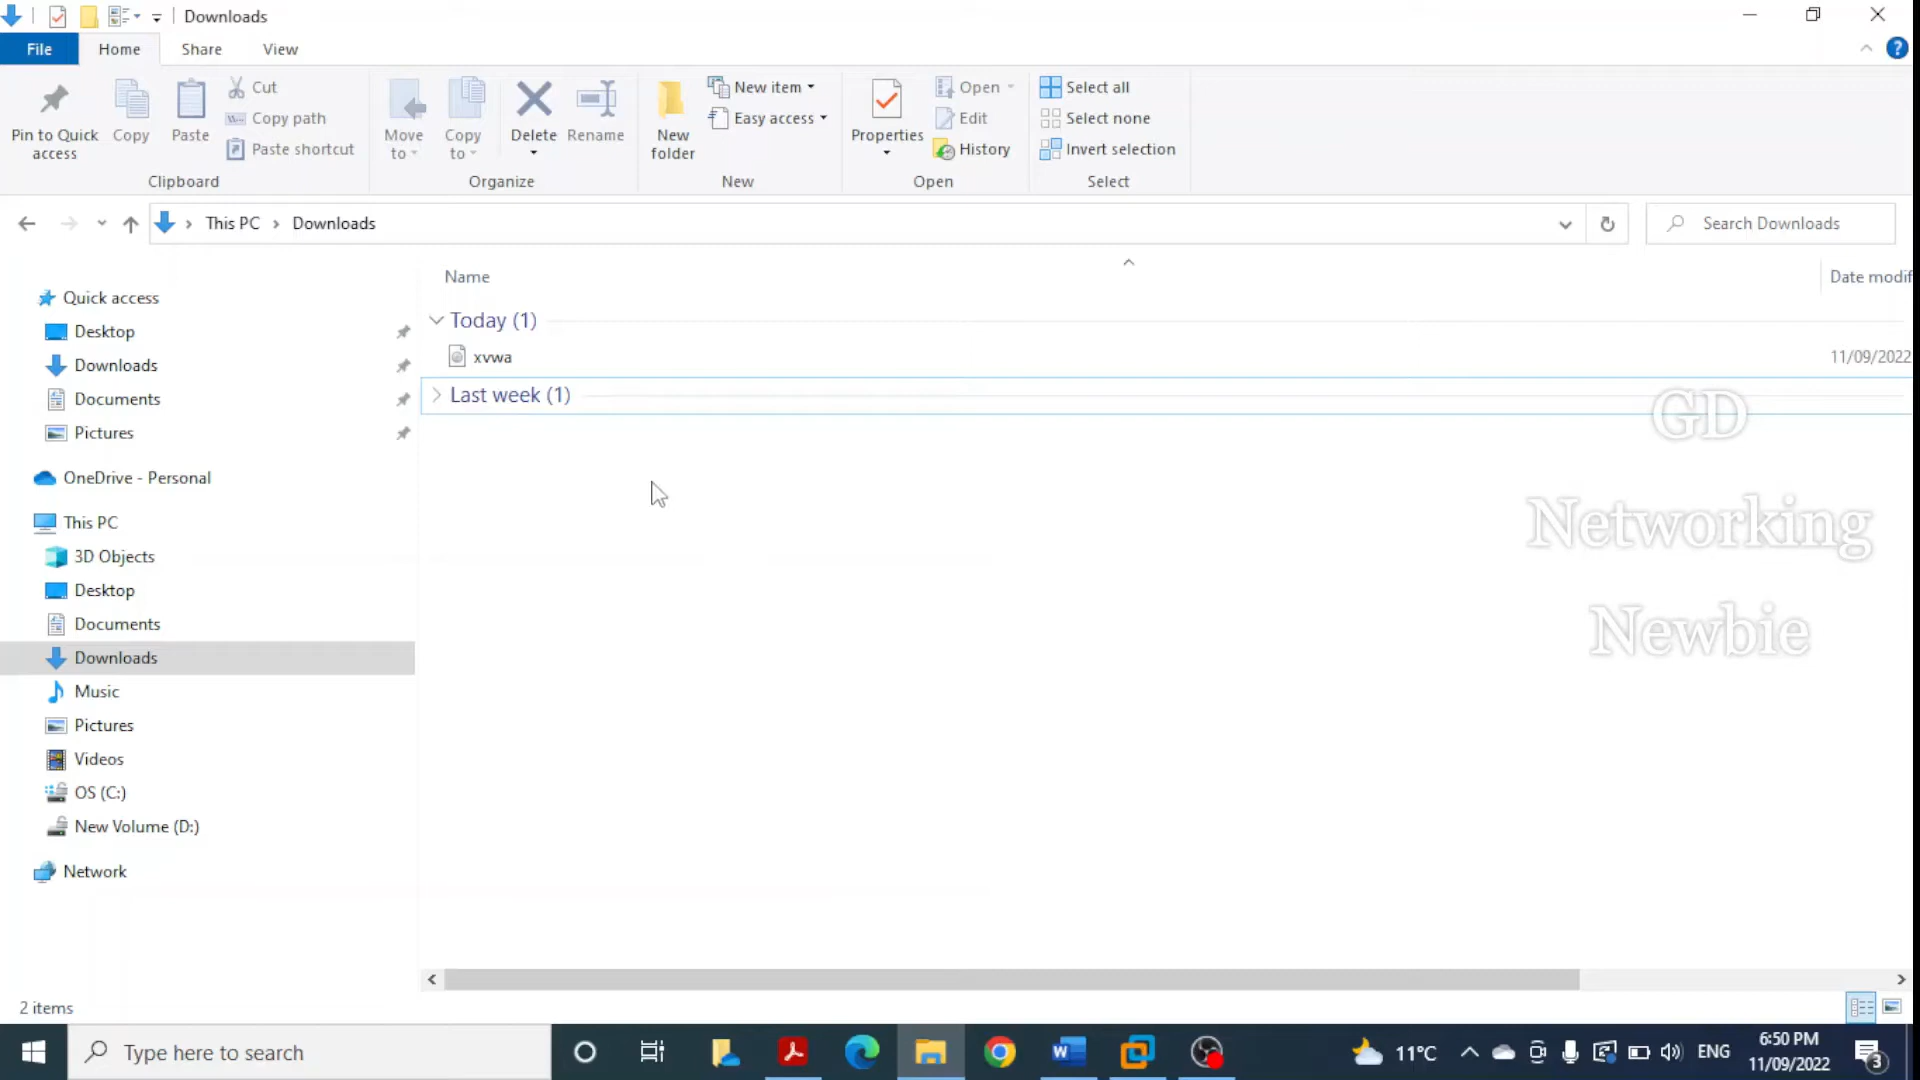 Downloads
File Home Share View
Pin to Quick access
Copy
Paste
Cut
Copy path
Paste shortcut
Clipboard
Move to
Copy to
Delete
Rename
Organize
New folder
New item
Easy access
New
Properties
Open
Edit
History
Open
Select all
Select none
Invert selection
Select
This PC > Downloads
Search Downloads
Name
Date modif
Quick access
Desktop
Downloads
Documents
Pictures
OneDrive - Personal
This PC
3D Objects
Desktop
Documents
Downloads
Music
Pictures
Videos
OS (C:)
New Volume (D:)
Network
Today (1)
xvwa
11/09/2022
Last week (1)
GD
Networking
Newbie
2 items
Type here to search
11°C
ENG
6:50 PM
11/09/2022
3